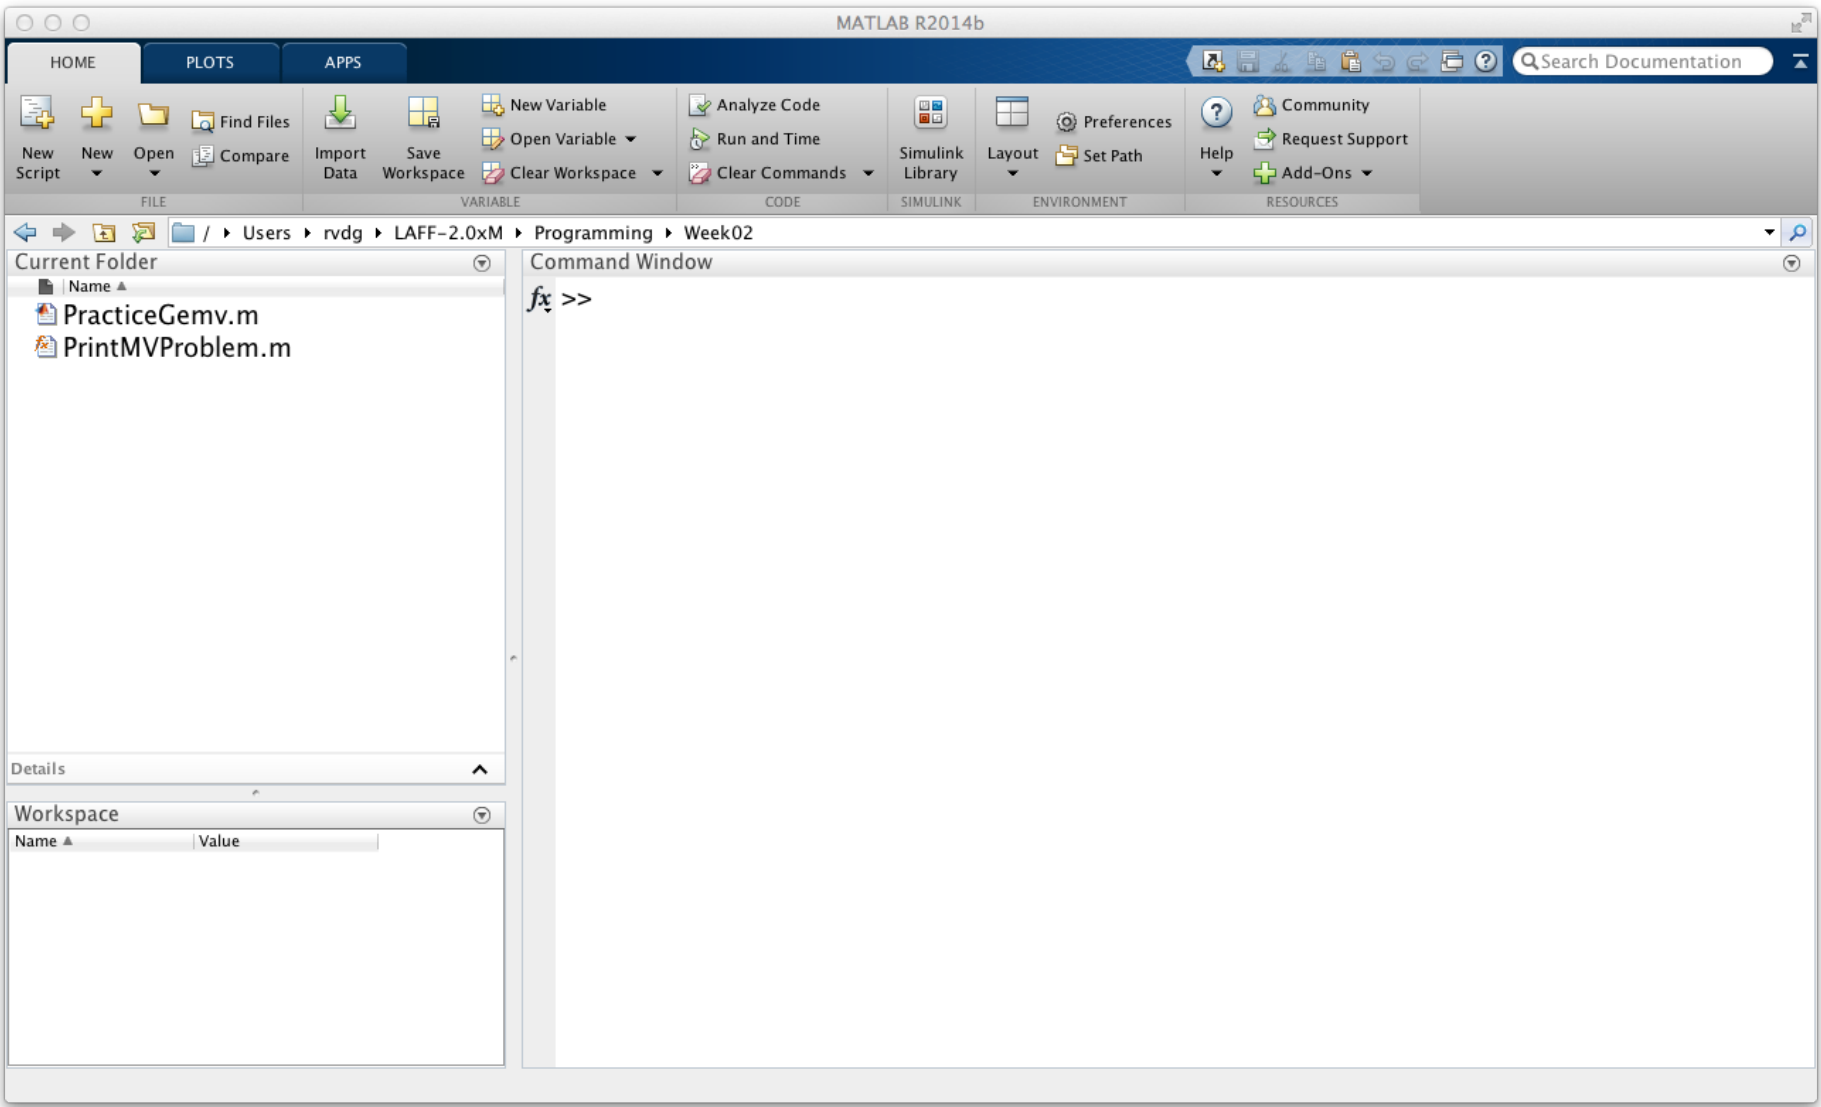 MATLAB R2014b
HOME PLOTS APPS
Search Documentation
New Script
New
Open
Find Files
Compare
FILE
Import Data
Save Workspace
New Variable
Open Variable
Clear Workspace
VARIABLE
Analyze Code
Run and Time
Clear Commands
CODE
Simulink Library
SIMULINK
Layout
Preferences
Set Path
ENVIRONMENT
? Help
Community
Request Support
Add-Ons
RESOURCES
/ Users rvdg LAFF-2.0xM Programming Week02
Current Folder
Name
PracticeGemv.m
PrintMVProblem.m
Details
Workspace
Name Value
Command Window
fx >>